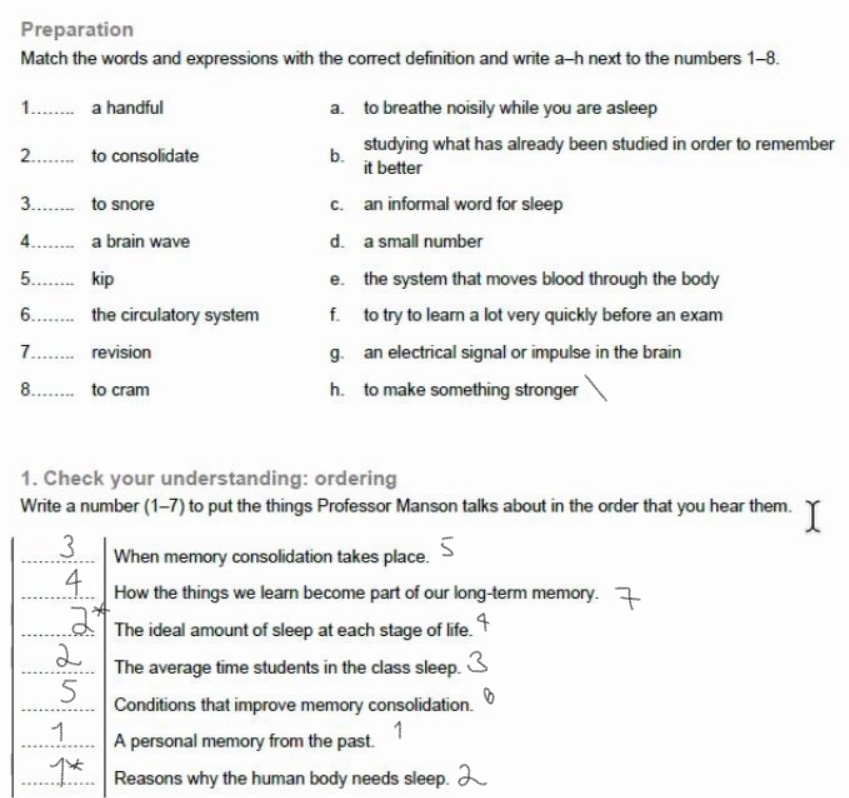 Preparation
Match the words and expressions with the correct definition and write a–h next to the numbers 1–8.
1........ a handful a. to breathe noisily while you are asleep
2........ to consolidate b. studying what has already been studied in order to remember
it better
3........ to snore c. an informal word for sleep
4........ a brain wave d. a small number
5........ kip e. the system that moves blood through the body
6........ the circulatory system f. to try to learn a lot very quickly before an exam
7........ revision g. an electrical signal or impulse in the brain
8........ to cram h. to make something stronger \
1. Check your understanding: ordering
Write a number (1–7) to put the things Professor Manson talks about in the order that you hear them.
3 When memory consolidation takes place. 5
4 How the things we learn become part of our long-term memory. 7
2* The ideal amount of sleep at each stage of life. 4
2 The average time students in the class sleep. 3
5 Conditions that improve memory consolidation.
1 A personal memory from the past. 1
1* Reasons why the human body needs sleep. 2